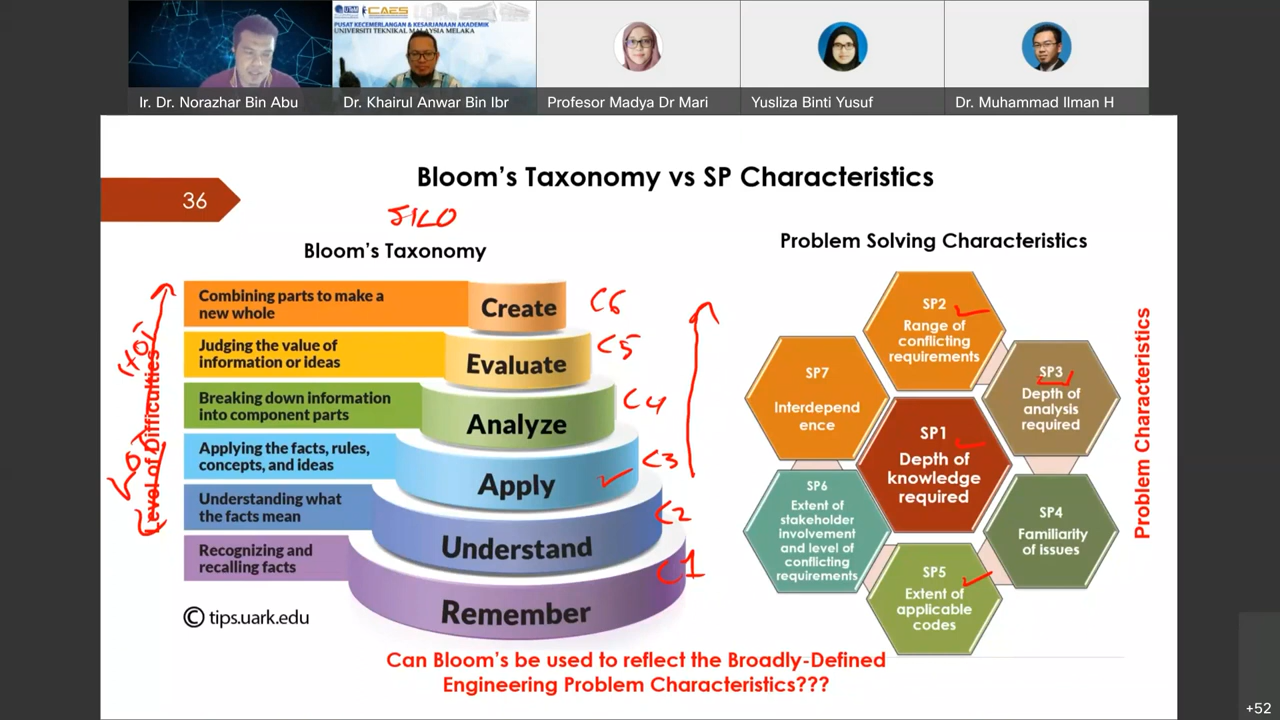 CAES
PUSAT KECEMERLANGAN & KESARJANAAN AKADEMIK
UNIVERSITI TEKNIKAL MALAYSIA MELAKA
Ir. Dr. Norazhar Bin Abu
Dr. Khairul Anwar Bin Ibr
Profesor Madya Dr Mari
Yusliza Binti Yusuf
Dr. Muhammad Ilman H
36
Bloom's Taxonomy vs SP Characteristics
Bloom's Taxonomy
Combining parts to make a
new whole
Create
C6
Judging the value of
information or ideas
Evaluate
C5
Breaking down information
into component parts
Analyze
C4
Applying the facts, rules,
concepts, and ideas
Apply
C3
Understanding what
the facts mean
Understand
C2
Recognizing and
recalling facts
Remember
C1
Level of Difficulties
© tips.uark.edu
Problem Solving Characteristics
SP2
Range of
conflicting
requirements
SP7
Interdepend
ence
SP3
Depth of
analysis
required
SP1
Depth of
knowledge
required
SP6
Extent of
stakeholder
involvement
and level of
conflicting
requirements
SP4
Familiarity
of issues
SP5
Extent of
applicable
codes
Problem Characteristics
Can Bloom's be used to reflect the Broadly-Defined
Engineering Problem Characteristics???
+52